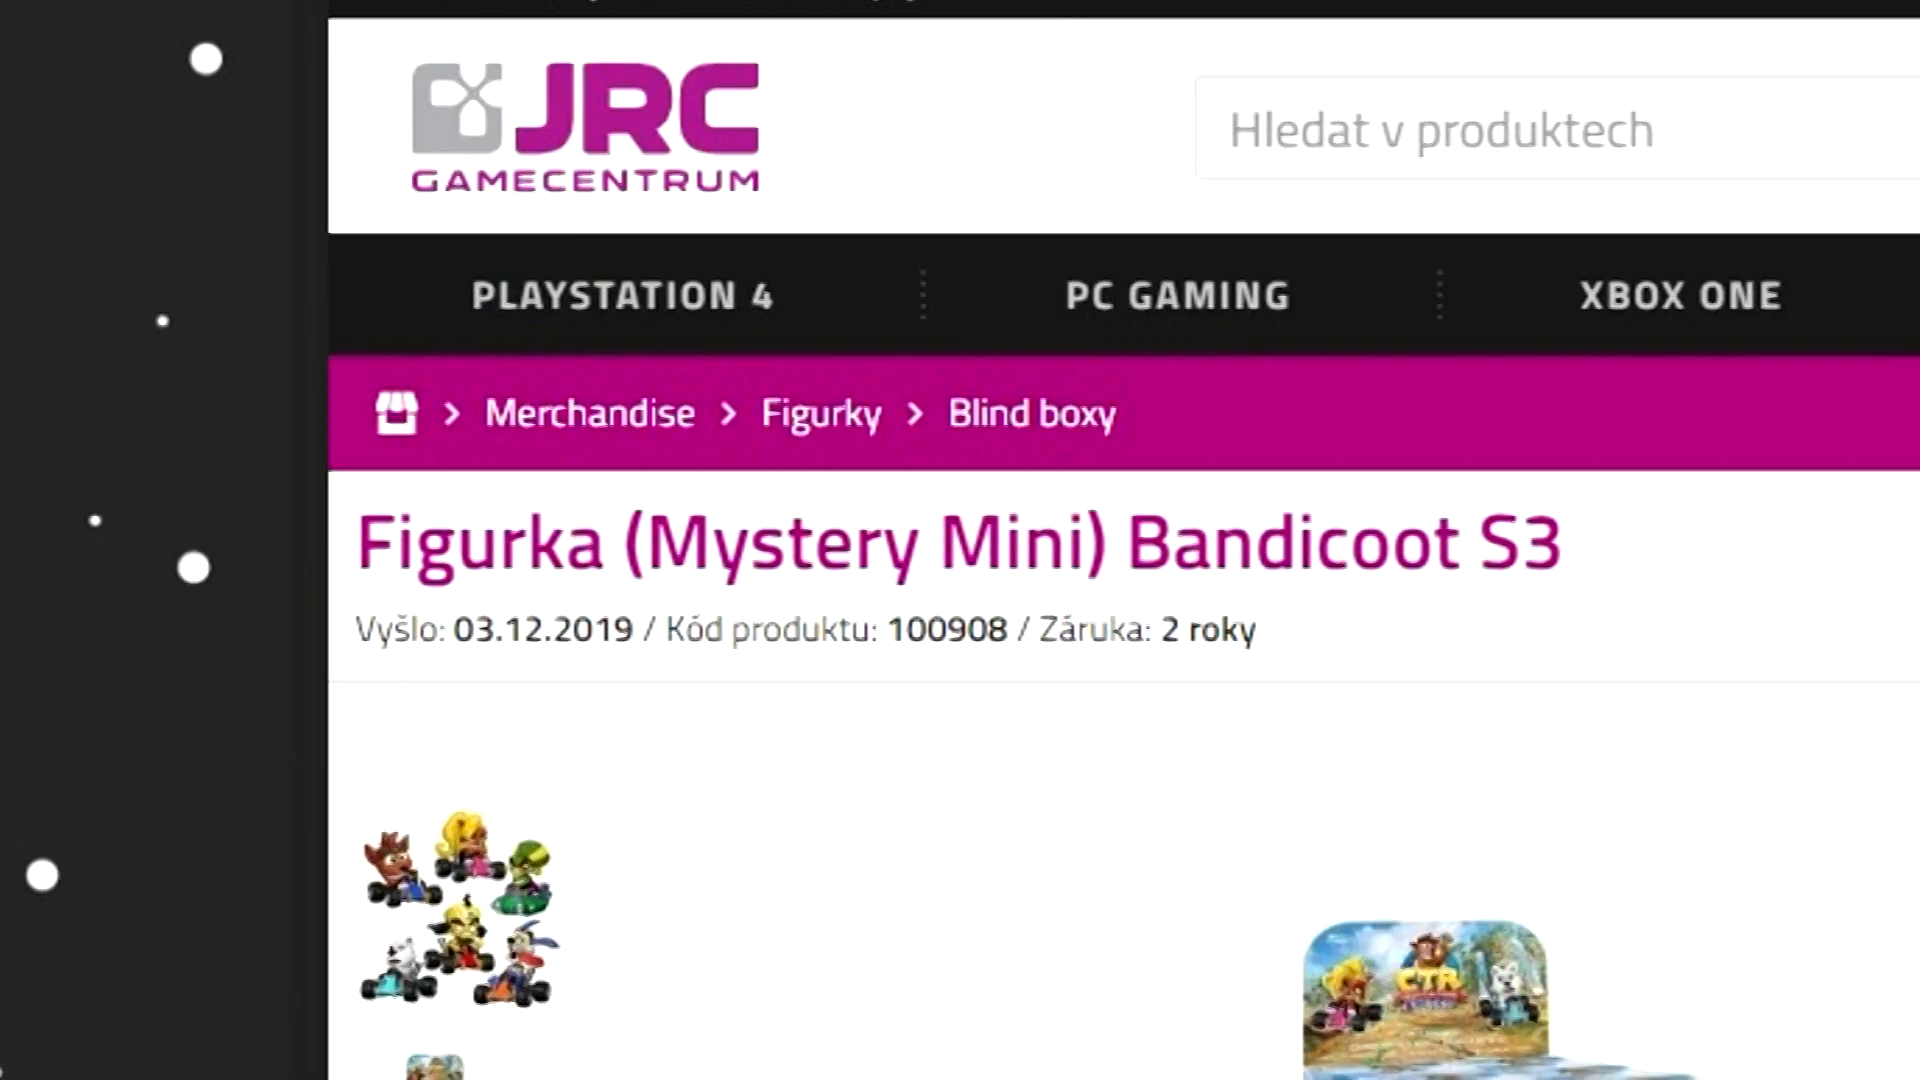 JRC
GAMECENTRUM
Hledat v produktech
PLAYSTATION 4
PC GAMING
XBOX ONE
Merchandise > Figurky > Blind boxy
Figurka (Mystery Mini) Bandicoot S3
Vyšlo: 03.12.2019 / Kód produktu: 100908 / Záruka: 2 roky
CTR